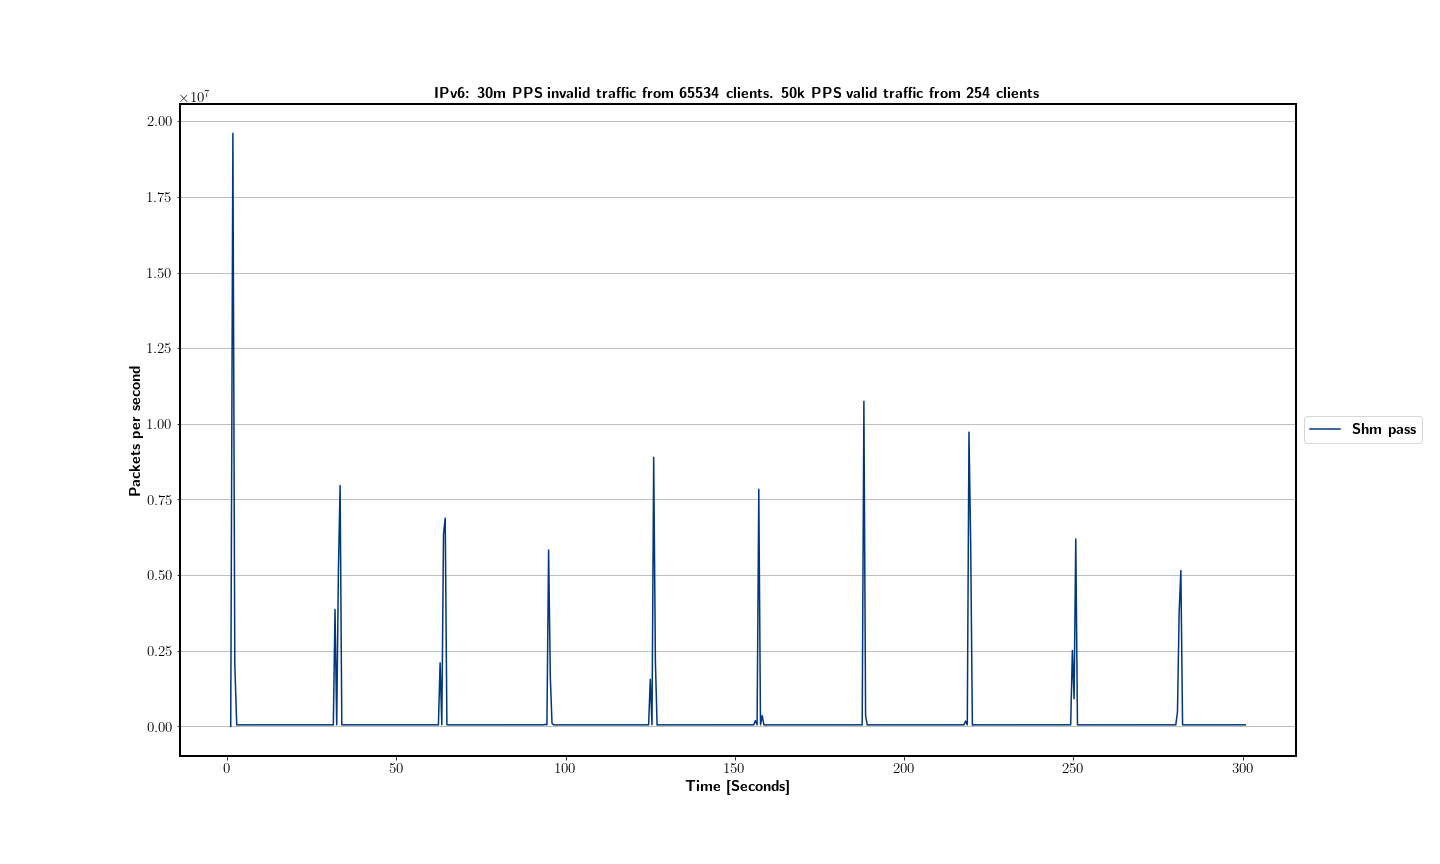 IPv6: 30m PPS invalid traffic from 65534 clients. 50k PPS valid traffic from 254 clients
×10⁷
2.00
1.75
1.50
1.25
1.00
0.75
0.50
0.25
0.00
Packets per second
Shm pass
0 50 100 150 200 250 300
Time [Seconds]